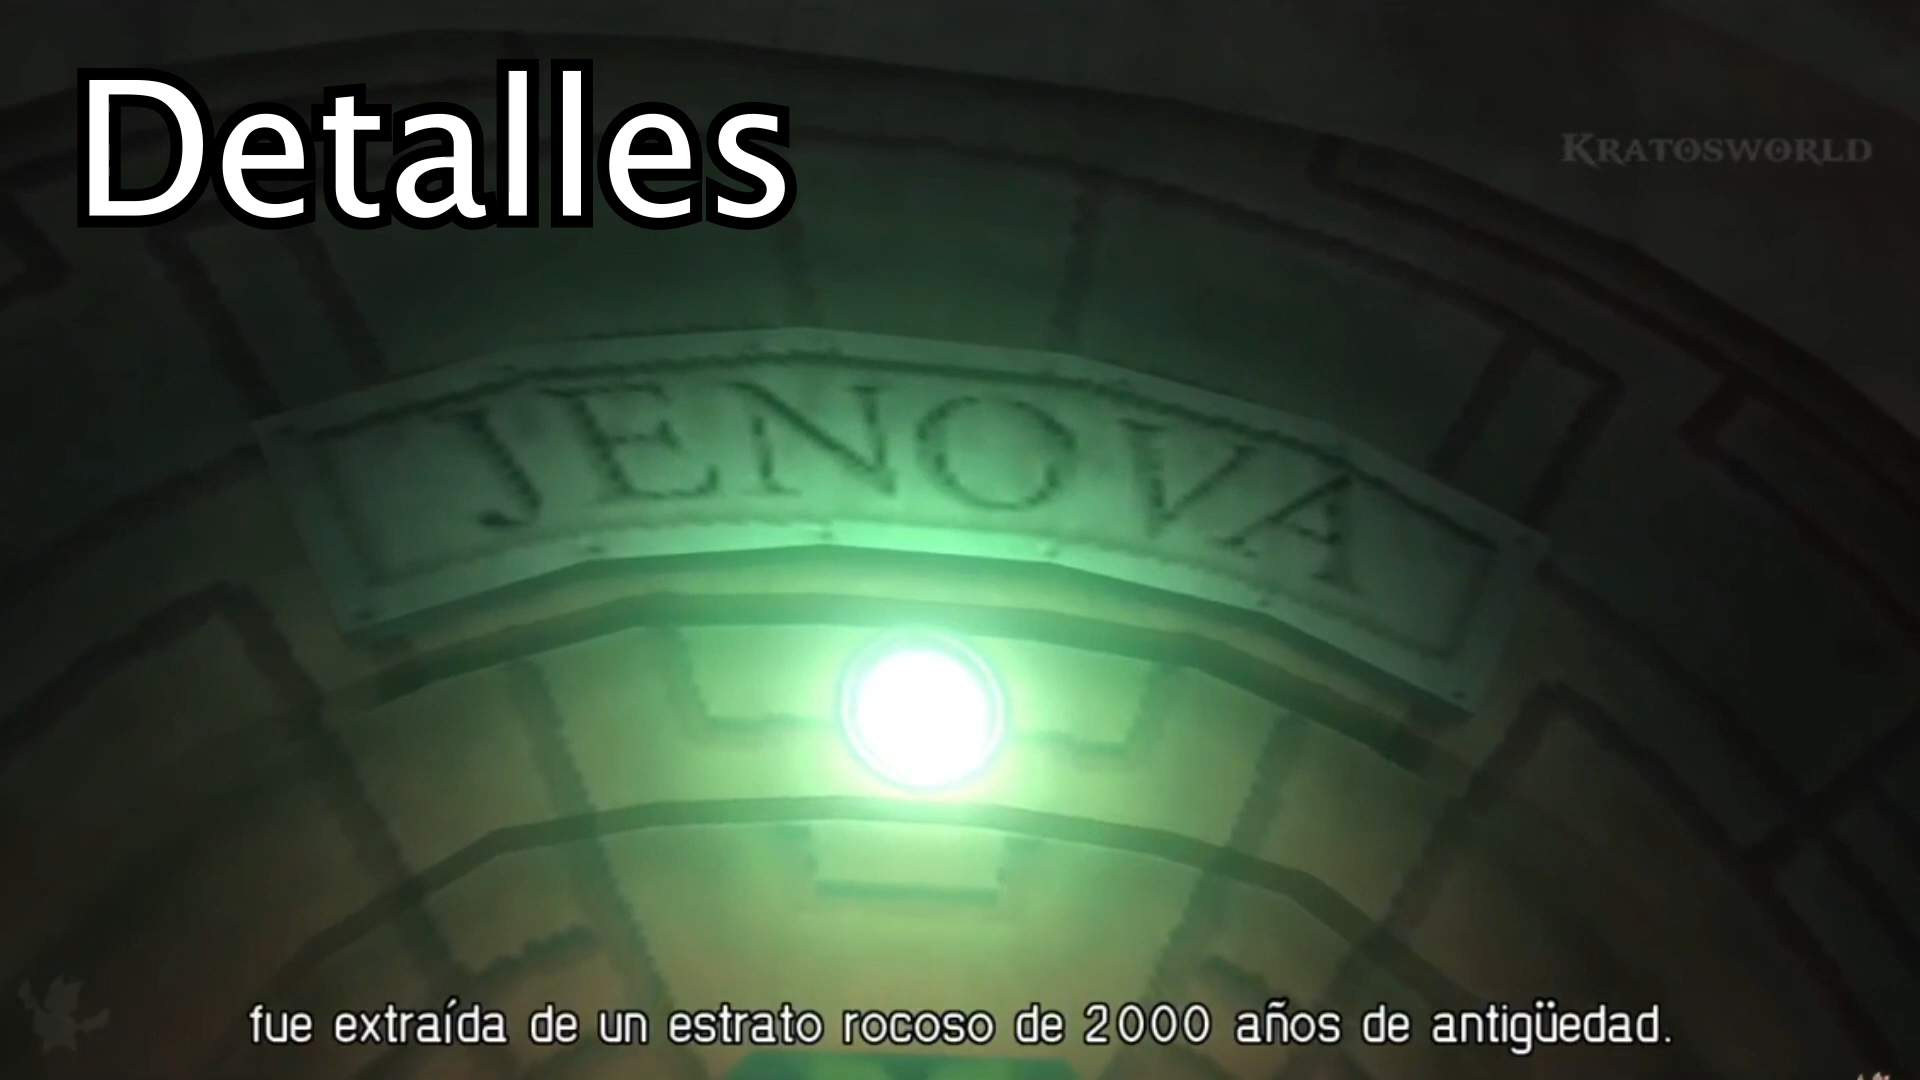 Detalles
KRATOSWORLD
JENOVA
fue extraída de un estrato rocoso de 2000 años de antigüedad.